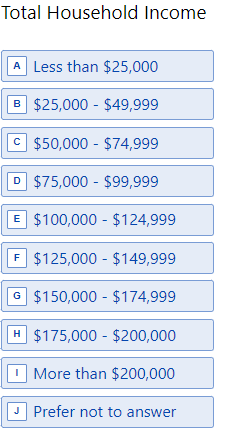 Total Household Income
A Less than $25,000
B $25,000 - $49,999
C $50,000 - $74,999
D $75,000 - $99,999
E $100,000 - $124,999
F $125,000 - $149,999
G $150,000 - $174,999
H $175,000 - $200,000
I More than $200,000
J Prefer not to answer